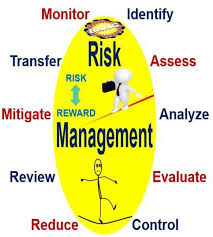 Monitor Identify
Risk
Transfer Assess
RISK
Mitigate REWARD Analyze
Management
Review Evaluate
Reduce Control